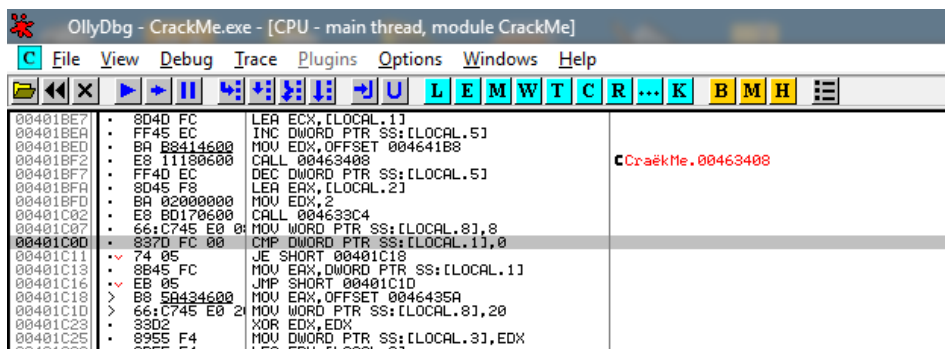 OllyDbg - CrackMe.exe - [CPU - main thread, module CrackMe]
C File View Debug Trace Plugins Options Windows Help
L E M W T C R ... K B M H
00401BE7 · 8D4D FC LEA ECX,[LOCAL.1]
00401BEA · FF45 EC INC DWORD PTR SS:[LOCAL.5]
00401BED · BA B8414600 MOV EDX,OFFSET 004641B8
00401BF2 · E8 11180600 CALL 00463408 CCraëkMe.00463408
00401BF7 · FF4D EC DEC DWORD PTR SS:[LOCAL.5]
00401BFA · 8D45 F8 LEA EAX,[LOCAL.2]
00401BFD · BA 02000000 MOV EDX,2
00401C02 · E8 BD170600 CALL 004633C4
00401C07 · 66:C745 E0 0 MOV WORD PTR SS:[LOCAL.8],8
00401C0D · 837D FC 00 CMP DWORD PTR SS:[LOCAL.1],0
00401C11 ·v 74 05 JE SHORT 00401C18
00401C13 · 8B45 FC MOV EAX,DWORD PTR SS:[LOCAL.1]
00401C16 ·v EB 05 JMP SHORT 00401C1D
00401C18 > B8 5A434600 MOV EAX,OFFSET 0046435A
00401C1D > 66:C745 E0 2 MOV WORD PTR SS:[LOCAL.8],20
00401C23 · 33D2 XOR EDX,EDX
00401C25 · 8955 F4 MOV DWORD PTR SS:[LOCAL.3],EDX